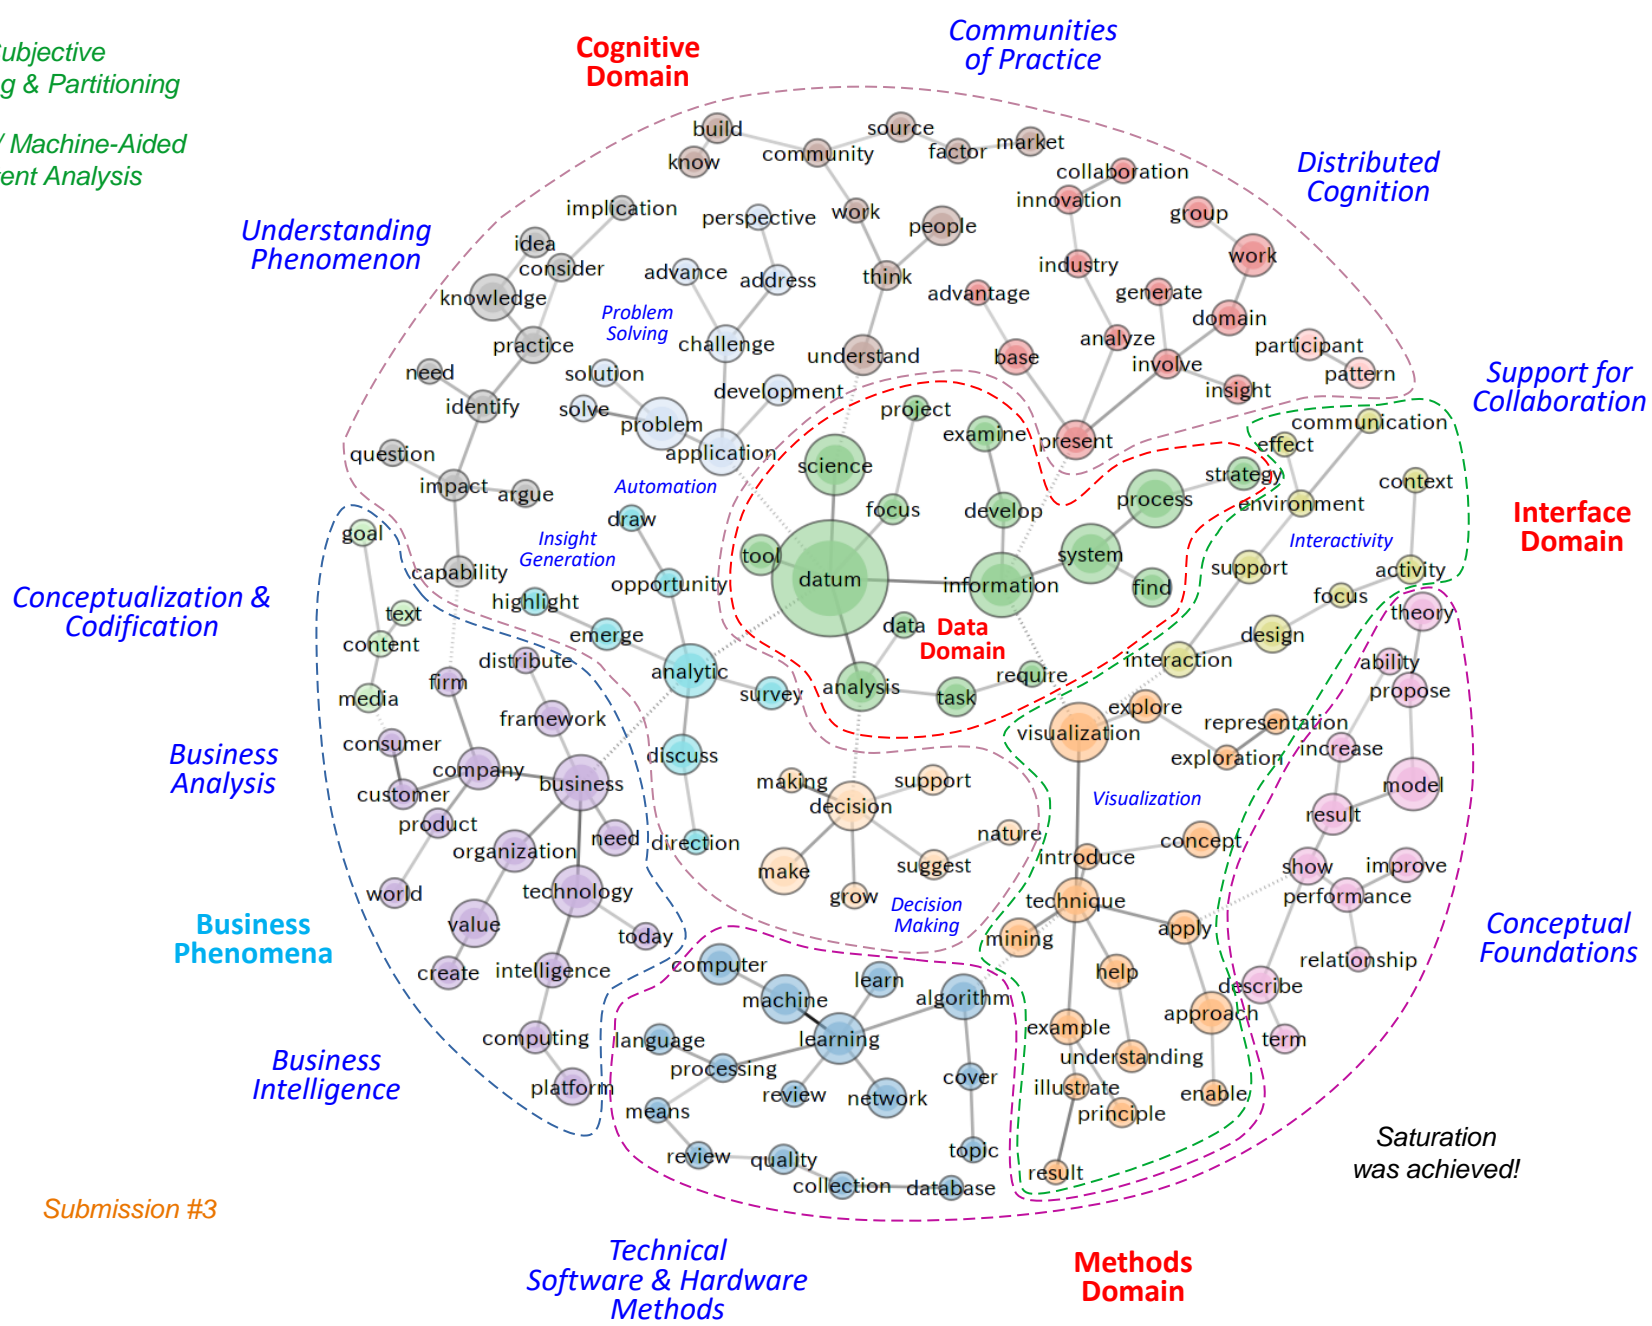 ubjective
g & Partitioning
/ Machine-Aided
ent Analysis
Cognitive
Domain
Communities
of Practice
Distributed
Cognition
Understanding
Phenomenon
Support for
Collaboration
Interface
Domain
Conceptualization &
Codification
Business
Analysis
Business
Phenomena
Business
Intelligence
Conceptual
Foundations
Saturation
was achieved!
Submission #3
Technical
Software & Hardware
Methods
Methods
Domain
Data
Domain
Problem
Solving
Automation
Insight
Generation
Interactivity
Visualization
Decision
Making
build
know
community
source
factor
market
collaboration
innovation
group
work
implication
perspective
work
people
idea
consider
advance
address
think
industry
knowledge
advantage
generate
domain
practice
challenge
understand
base
analyze
involve
participant
pattern
need
solution
development
insight
identify
solve
problem
application
project
examine
present
communication
effect
question
impact
argue
science
focus
develop
process
strategy
environment
context
goal
draw
tool
datum
information
system
find
support
activity
capability
opportunity
highlight
emerge
data
focus
theory
text
content
design
interaction
distribute
analytic
survey
analysis
task
require
ability
propose
firm
media
framework
explore
representation
visualization
exploration
increase
consumer
company
business
discuss
making
decision
support
model
customer
product
result
organization
need
direction
nature
introduce
concept
make
grow
suggest
show
improve
performance
world
technology
technique
value
today
mining
apply
create
intelligence
computer
machine
learn
algorithm
help
relationship
describe
approach
computing
language
learning
example
term
processing
understanding
platform
means
review
network
cover
illustrate
principle
enable
review
quality
topic
result
collection
database